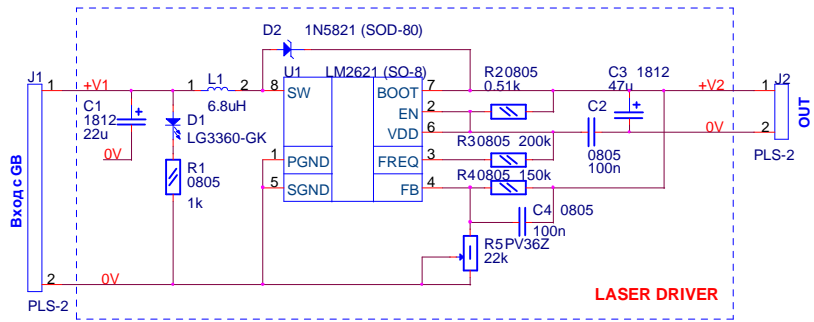 D2 1N5821 (SOD-80)
J1
+V1
1 L1 2
6.8uH
U1 LM2621 (SO-8)
8 SW BOOT 7
EN 2
VDD 6
1 PGND FREQ 3
5 SGND FB 4
R2 0805
0.51k
C3 1812
47u
+V2
J2
1
2
OUT
PLS-2
0V
C2
0805
100n
R3 0805 200k
R4 0805 150k
C4 0805
100n
R5 PV36Z
22k
C1
1812
22u
0V
D1
LG3360-GK
R1
0805
1k
Вход с GB
1
2
0V
PLS-2
LASER DRIVER